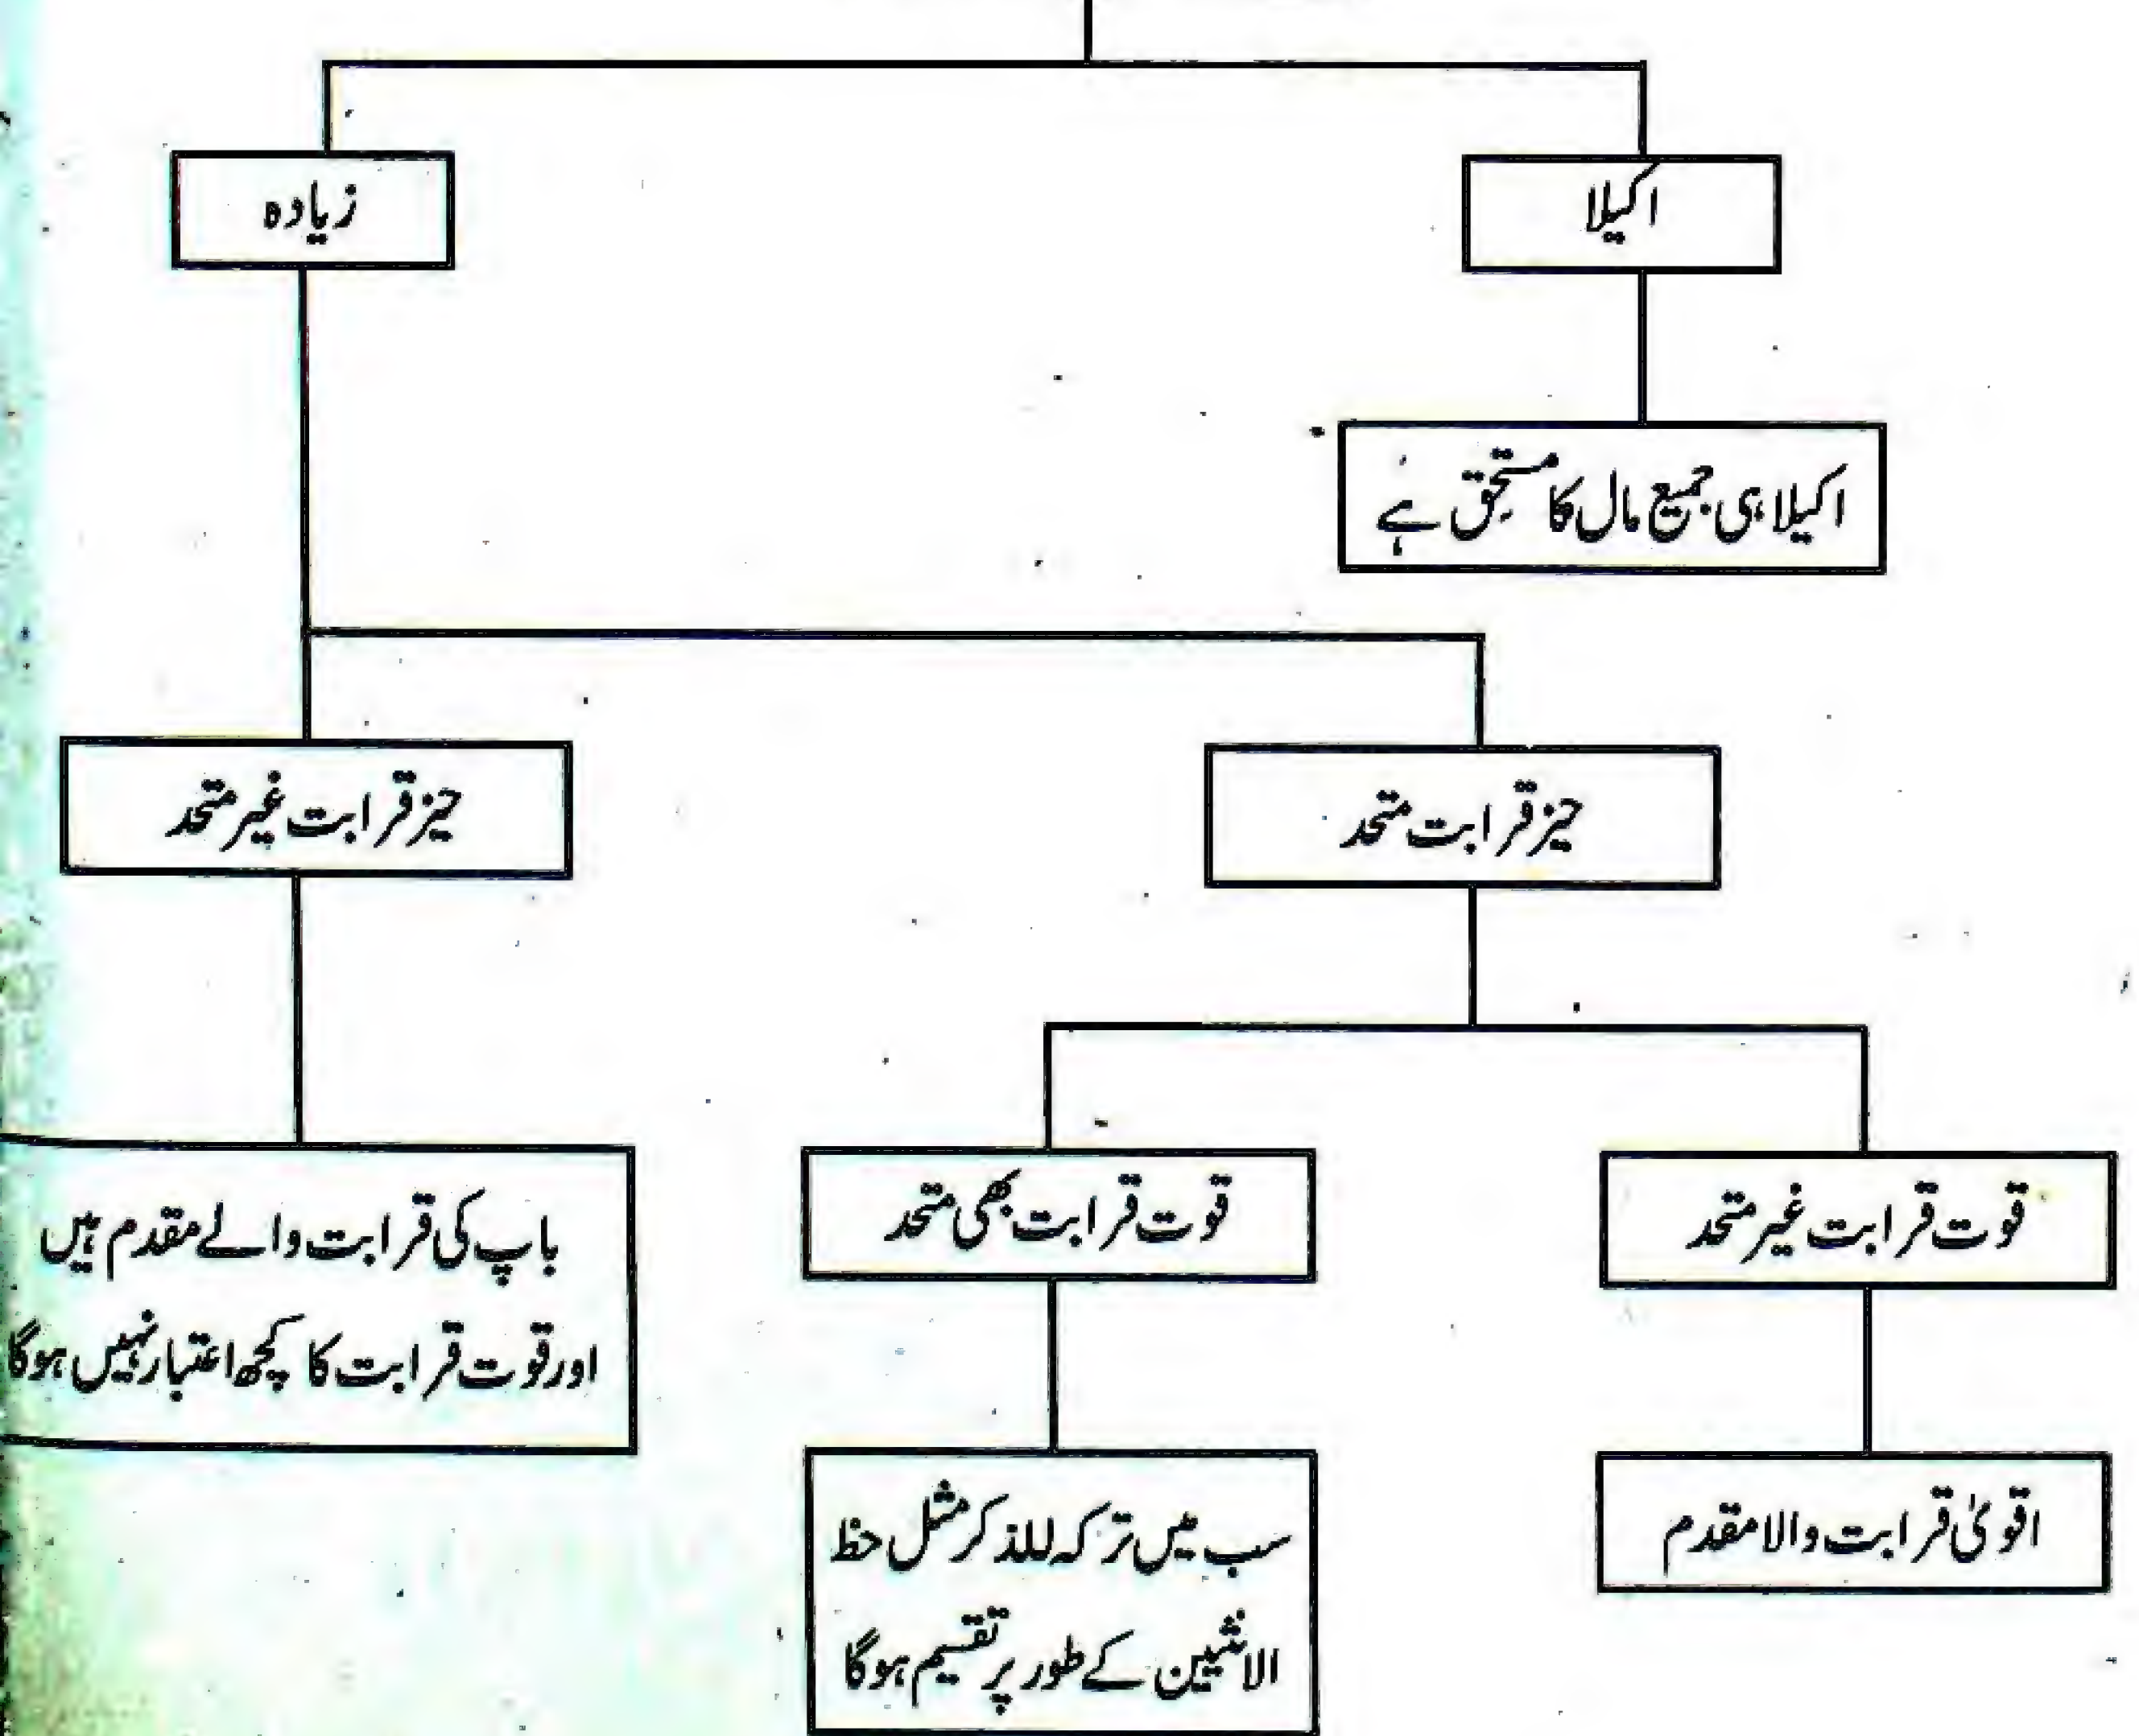 اکیلا
زیادہ
اکیلا ہی جمیع مال کا مستحق ہے
حیز قرابت متحد
حیز قرابت غیر متحد
قوت قرابت غیر متحد
قوت قرابت بھی متحد
باپ کی قرابت والے مقدم ہیں
اور قوت قرابت کا کچھ اعتبار نہیں ہوگا
اقویٰ قرابت والا مقدم
سب میں ترکہ للذکر مثل حظ
الانثیین کے طور پر تقسیم ہوگا